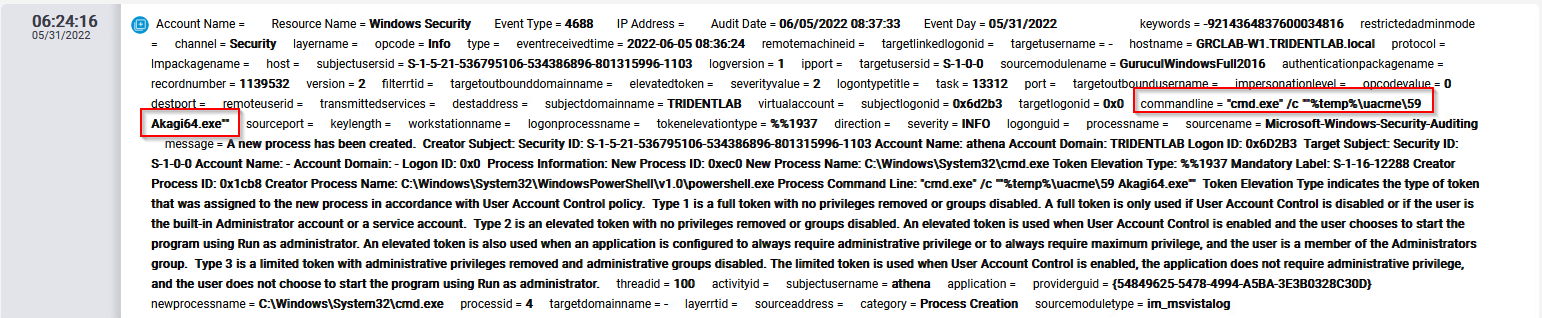 06:24:16
05/31/2022
Account Name = Resource Name = Windows Security Event Type = 4688 IP Address = Audit Date = 06/05/2022 08:37:33 Event Day = 05/31/2022 keywords = -9214364837600034816 restrictedadminmode
= channel = Security layername = opcode = Info type = eventreceivedtime = 2022-06-05 08:36:24 remotemachineid = targetlinkedlogonid = targetusername = - hostname = GRCLAB-W1.TRIDENTLAB.local protocol =
lmpackagename = host = subjectusersid = S-1-5-21-536795106-534386896-801315996-1103 logversion = 1 ipport = targetusersid = S-1-0-0 sourcemodulename = GuruculWindowsFull2016 authenticationpackagename =
recordnumber = 1139532 version = 2 filterrtid = targetoutbounddomainname = elevatedtoken = severityvalue = 2 logontypetitle = task = 13312 port = targetoutboundusername = impersonationlevel = opcodevalue = 0
destport = remoteuserid = transmittedservices = destaddress = subjectdomainname = TRIDENTLAB virtualaccount = subjectlogonid = 0x6d2b3 targetlogonid = 0x0 commandline = "cmd.exe" /c ""%temp%\uacme\59
Akagi64.exe"" sourceport = keylength = workstationname = logonprocessname = tokenelevationtype = %%1937 direction = severity = INFO logonguid = processname = sourcename = Microsoft-Windows-Security-Auditing
message = A new process has been created. Creator Subject: Security ID: S-1-5-21-536795106-534386896-801315996-1103 Account Name: athena Account Domain: TRIDENTLAB Logon ID: 0x6D2B3 Target Subject: Security ID:
S-1-0-0 Account Name: - Account Domain: - Logon ID: 0x0 Process Information: New Process ID: 0xec0 New Process Name: C:\Windows\System32\cmd.exe Token Elevation Type: %%1937 Mandatory Label: S-1-16-12288 Creator
Process ID: 0x1cb8 Creator Process Name: C:\Windows\System32\WindowsPowerShell\v1.0\powershell.exe Process Command Line: "cmd.exe" /c ""%temp%\uacme\59 Akagi64.exe"" Token Elevation Type indicates the type of token
that was assigned to the new process in accordance with User Account Control policy. Type 1 is a full token with no privileges removed or groups disabled. A full token is only used if User Account Control is disabled or if the user is
the built-in Administrator account or a service account. Type 2 is an elevated token with no privileges removed or groups disabled. An elevated token is used when User Account Control is enabled and the user chooses to start the
program using Run as administrator. An elevated token is also used when an application is configured to always require administrative privilege or to always require maximum privilege, and the user is a member of the Administrators
group. Type 3 is a limited token with administrative privileges removed and administrative groups disabled. The limited token is used when User Account Control is enabled, the application does not require administrative privilege,
and the user does not choose to start the program using Run as administrator. threadid = 100 activityid = subjectusername = athena application = providerguid = {54849625-5478-4994-A5BA-3E3B0328C30D}
newprocessname = C:\Windows\System32\cmd.exe processid = 4 targetdomainname = - layerrtid = sourceaddress = category = Process Creation sourcemoduletype = im_msvistalog